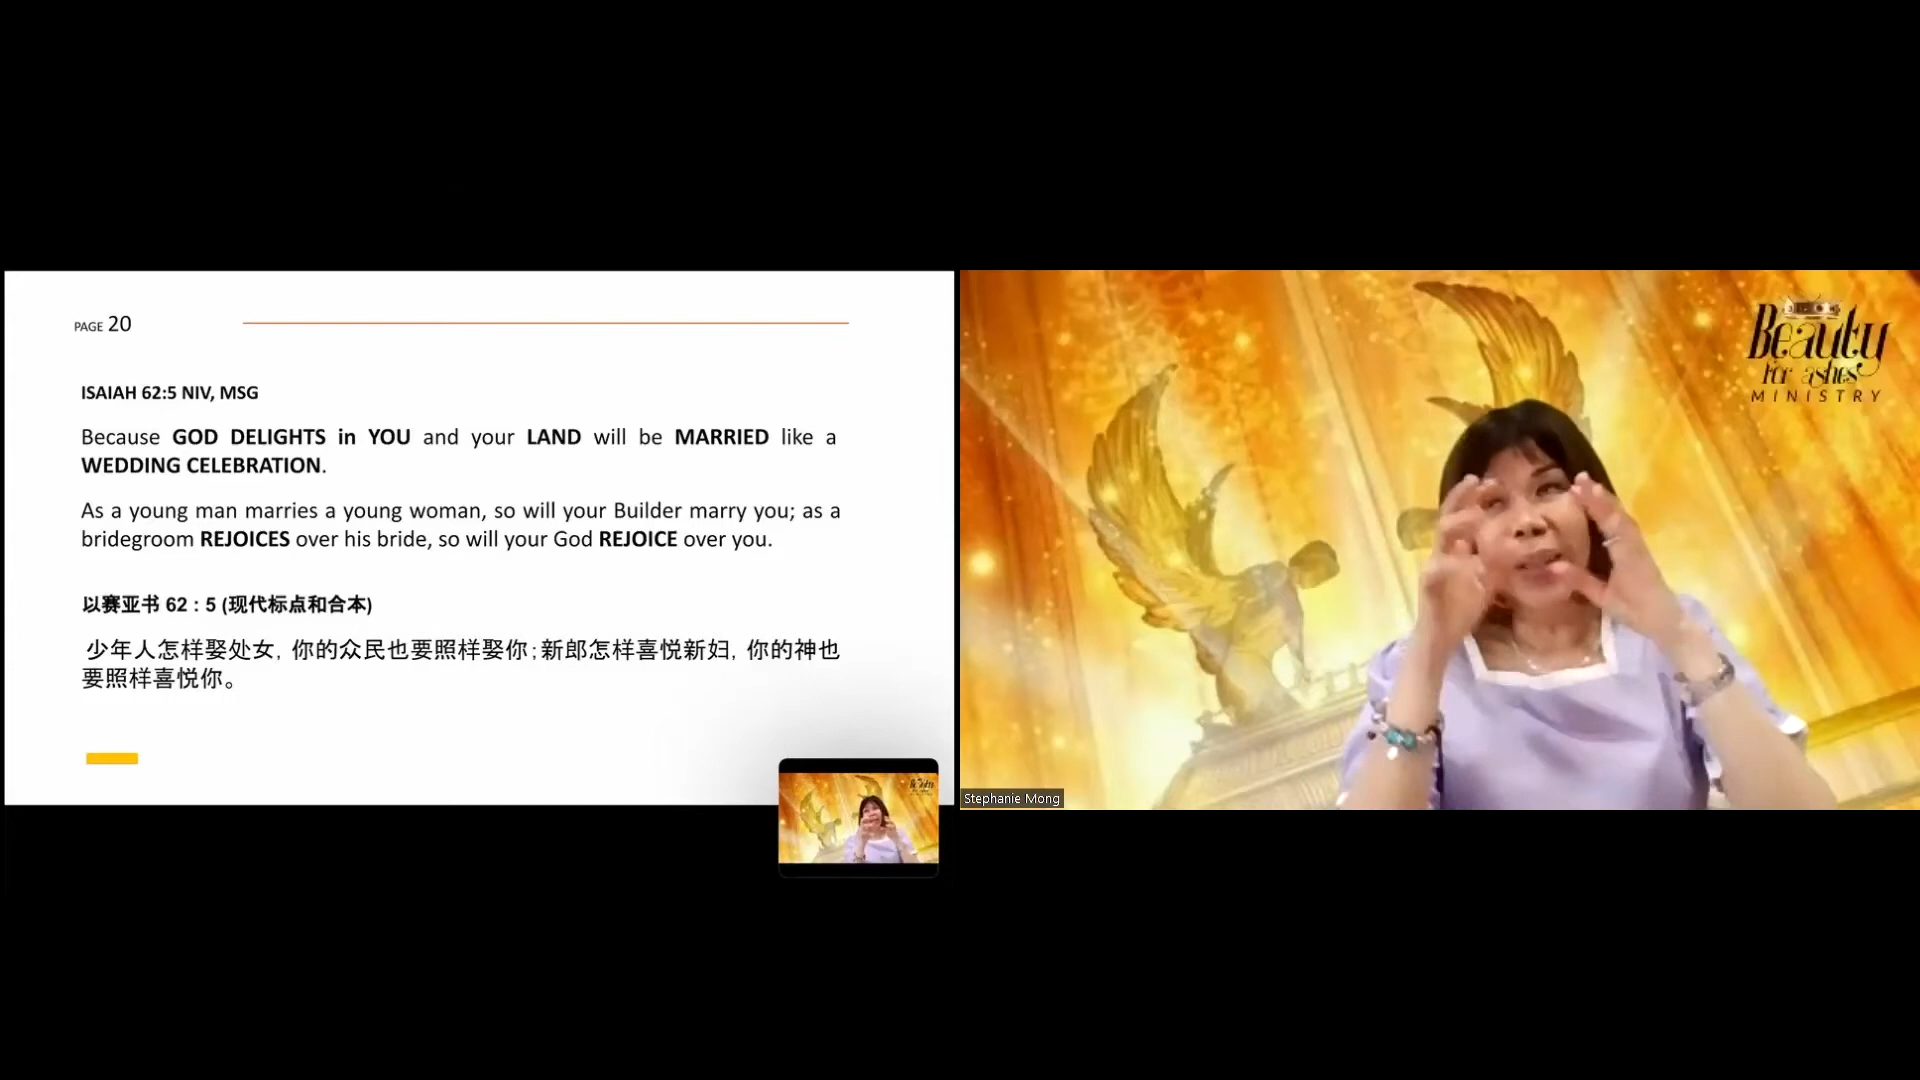 PAGE 20
ISAIAH 62:5 NIV, MSG
Because GOD DELIGHTS in YOU and your LAND will be MARRIED like a
WEDDING CELEBRATION.
As a young man marries a young woman, so will your Builder marry you; as a
bridegroom REJOICES over his bride, so will your God REJOICE over you.
以赛亚书 62 : 5 (现代标点和合本)
少年人怎样娶处女, 你的众民也要照样娶你;新郎怎样喜悦新妇, 你的神也
要照样喜悦你。
Beauty
For ashes
MINISTRY
Stephanie Mong